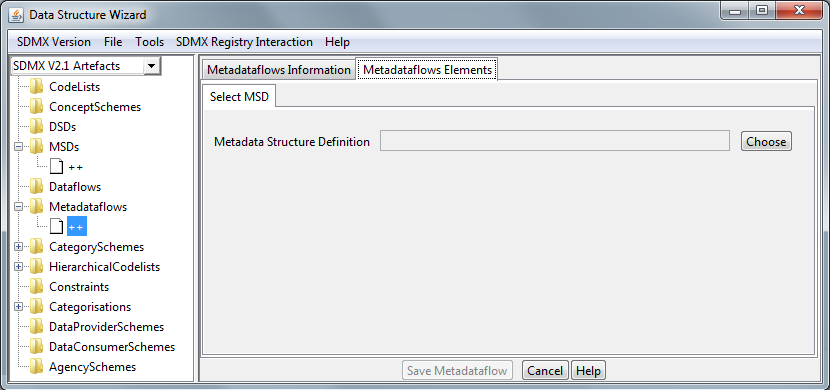 Data Structure Wizard
SDMX Version File Tools SDMX Registry Interaction Help
SDMX V2.1 Artefacts
CodeLists
ConceptSchemes
DSDs
MSDs
++
Dataflows
Metadataflows
++
CategorySchemes
HierarchicalCodelists
Constraints
Categorisations
DataProviderSchemes
DataConsumerSchemes
AgencySchemes
Metadataflows Information Metadataflows Elements
Select MSD
Metadata Structure Definition Choose
Save Metadataflow Cancel Help